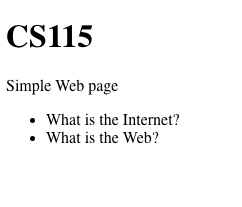 CS115
Simple Web page
• What is the Internet?
• What is the Web?